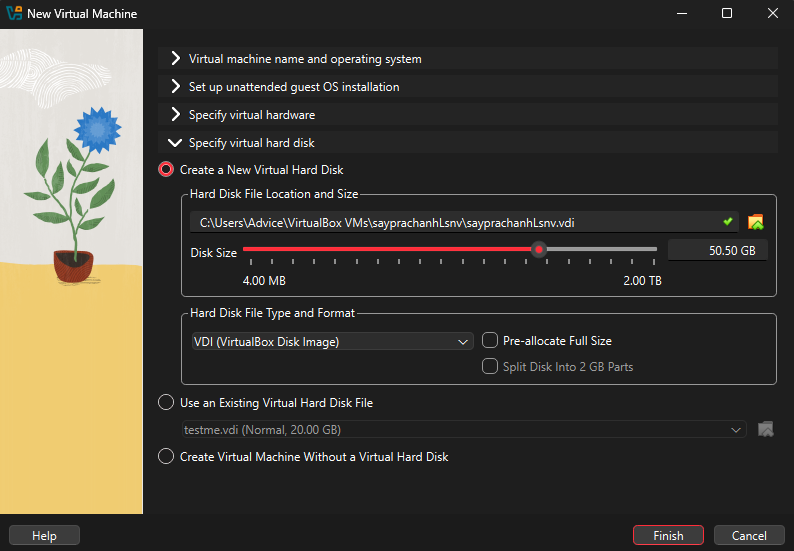 New Virtual Machine
Virtual machine name and operating system
Set up unattended guest OS installation
Specify virtual hardware
Specify virtual hard disk
Create a New Virtual Hard Disk
Hard Disk File Location and Size
C:\Users\Advice\VirtualBox VMs\sayprachanhLsnv\sayprachanhLsnv.vdi
Disk Size
50.50 GB
4.00 MB
2.00 TB
Hard Disk File Type and Format
VDI (VirtualBox Disk Image)
Pre-allocate Full Size
Split Disk Into 2 GB Parts
Use an Existing Virtual Hard Disk File
testme.vdi (Normal, 20.00 GB)
Create Virtual Machine Without a Virtual Hard Disk
Help
Finish
Cancel